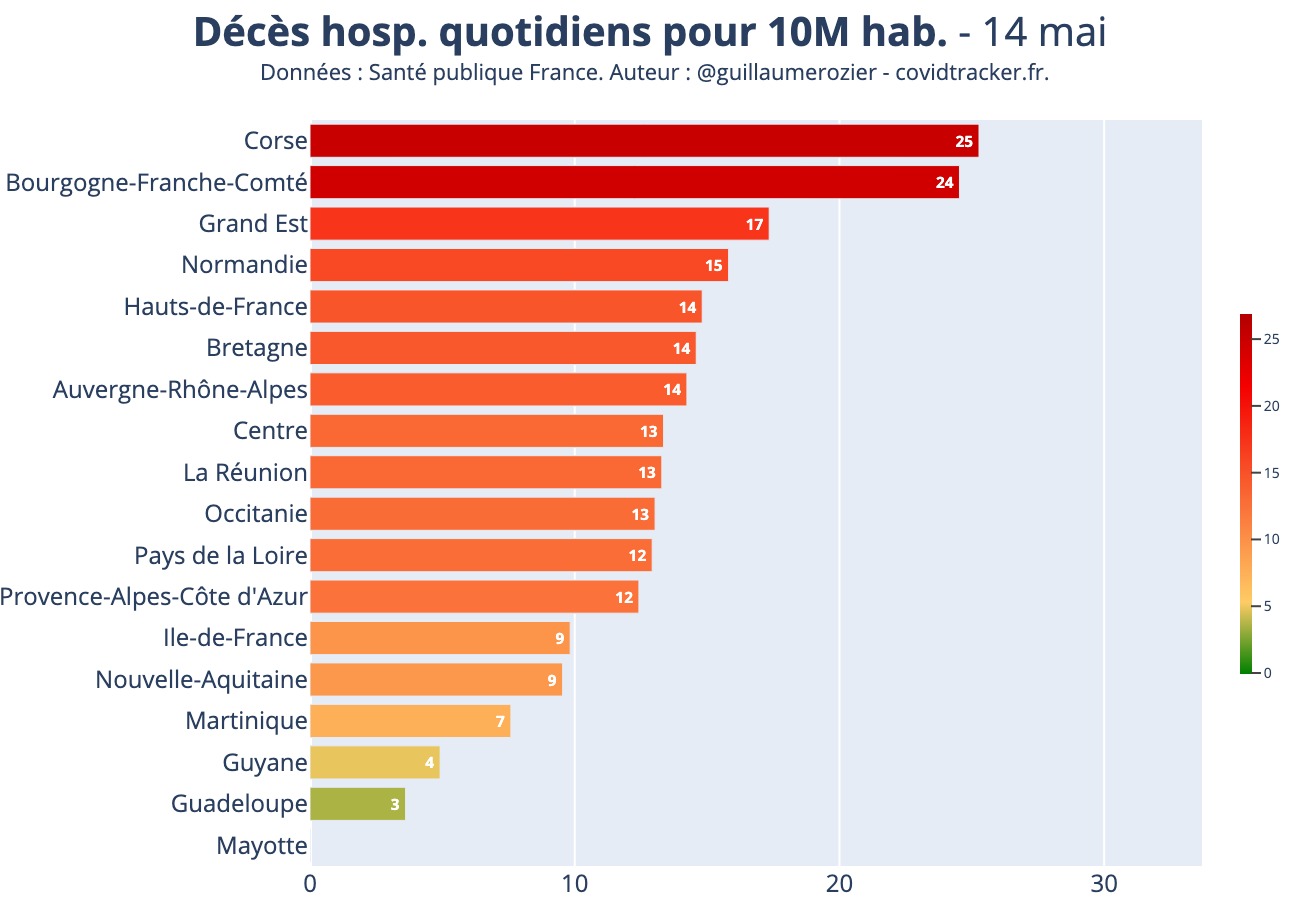 Décès hosp. quotidiens pour 10M hab. - 14 mai
Données : Santé publique France. Auteur : @guillaumerozier - covidtracker.fr.
Corse 25
Bourgogne-Franche-Comté 24
Grand Est 17
Normandie 15
Hauts-de-France 14
Bretagne 14
Auvergne-Rhône-Alpes 14
Centre 13
La Réunion 13
Occitanie 13
Pays de la Loire 12
Provence-Alpes-Côte d'Azur 12
Ile-de-France 9
Nouvelle-Aquitaine 9
Martinique 7
Guyane 4
Guadeloupe 3
Mayotte
0 10 20 30
25
20
15
10
5
0